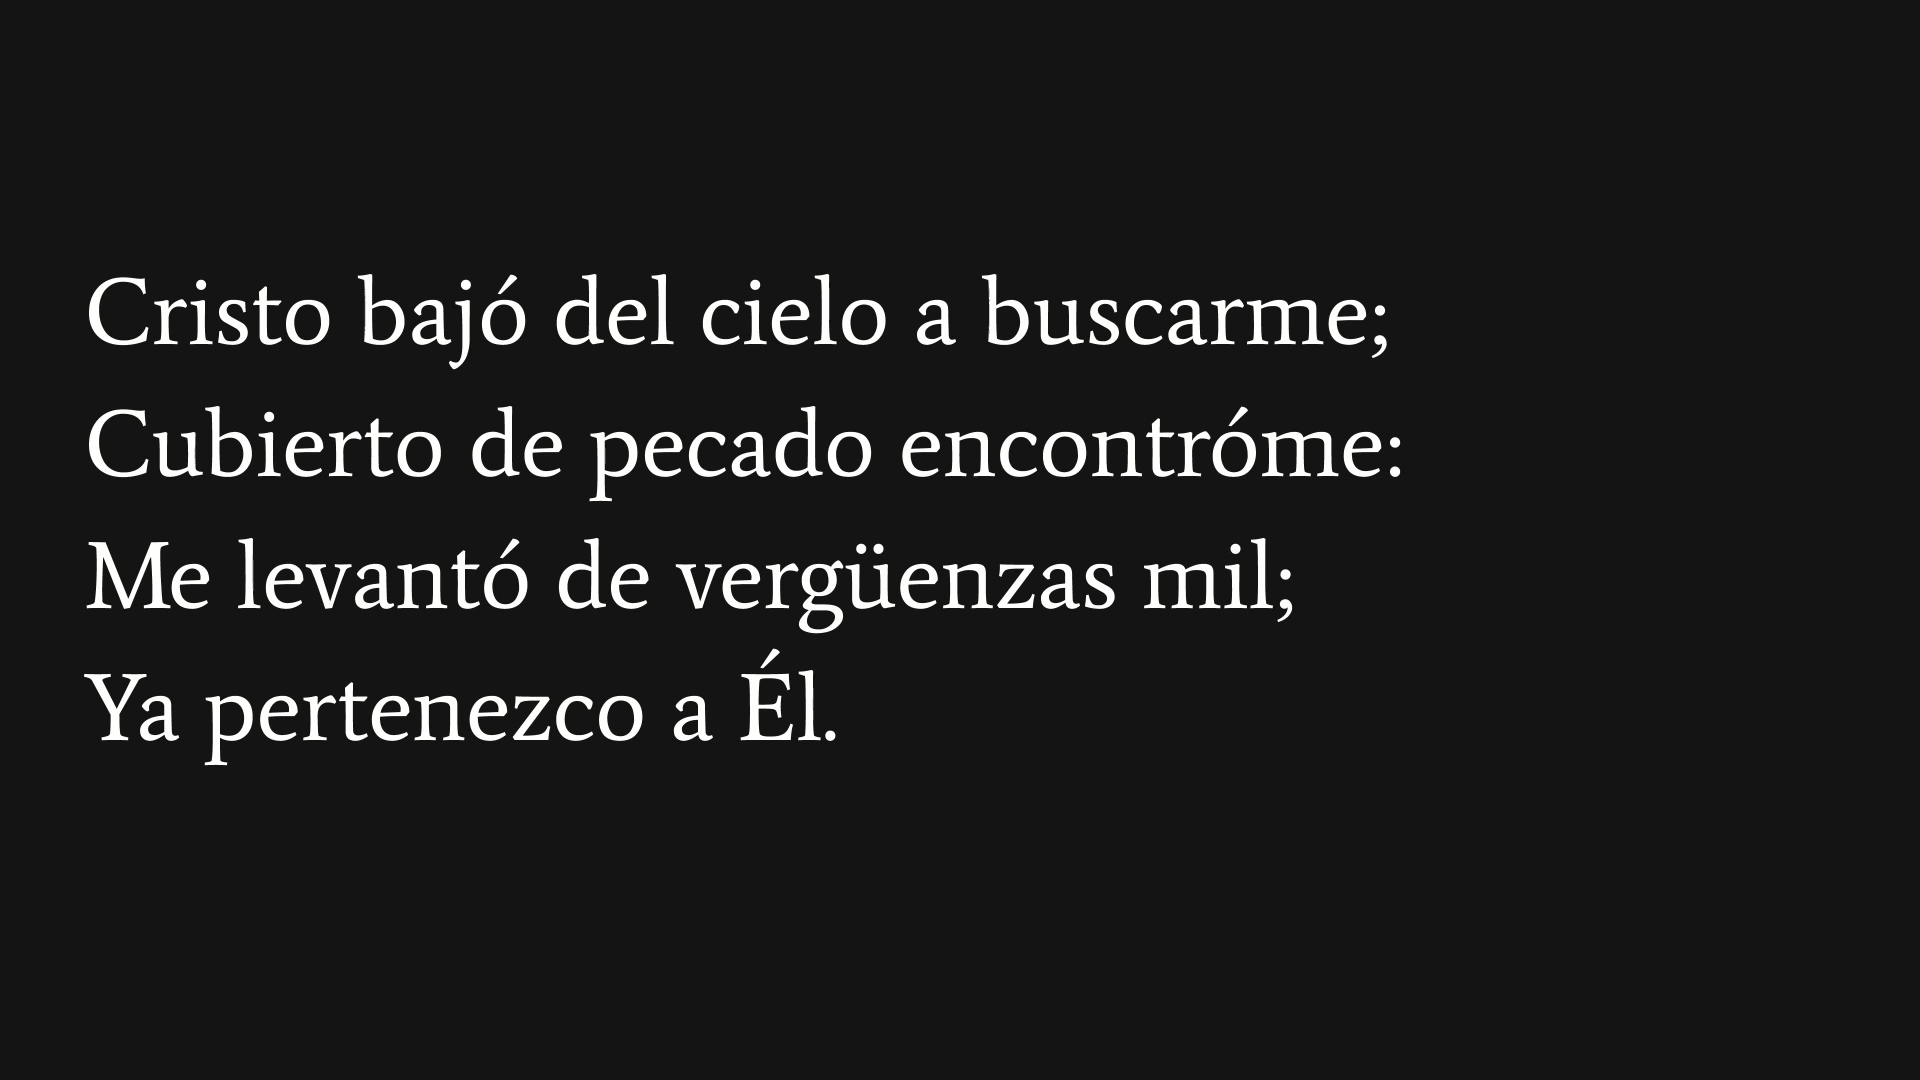 Cristo bajó del cielo a buscarme;
Cubierto de pecado encontróme:
Me levantó de vergüenzas mil;
Ya pertenezco a Él.